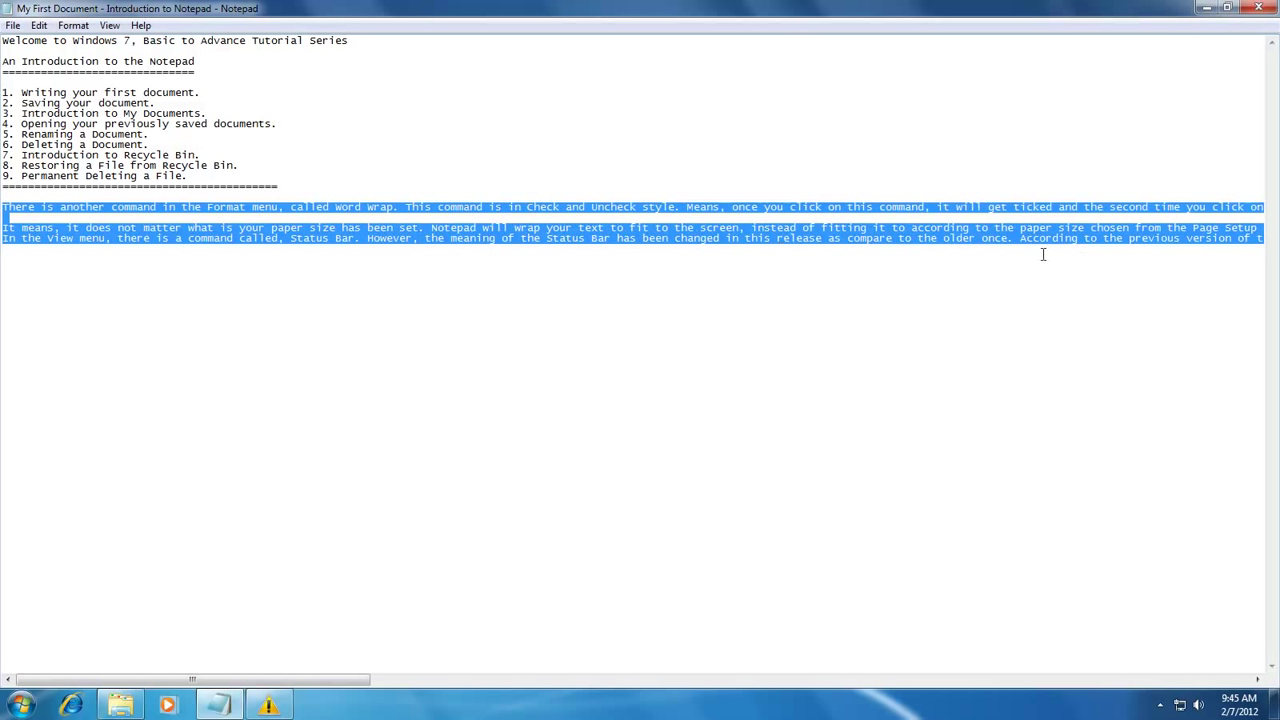 My First Document - Introduction to Notepad - Notepad
File Edit Format View Help
Welcome to Windows 7, Basic to Advance Tutorial Series
An Introduction to the Notepad
==============================
1. Writing your first document.
2. Saving your document.
3. Introduction to My Documents.
4. Opening your previously saved documents.
5. Renaming a Document.
6. Deleting a Document.
7. Introduction to Recycle Bin.
8. Restoring a File from Recycle Bin.
9. Permanent Deleting a File.
===========================================
There is another command in the Format menu, called Word Wrap. This command is in Check and Uncheck style. Means, once you click on this command, it will get ticked and the second time you click on
It means, it does not matter what is your paper size has been set. Notepad will wrap your text to fit to the screen, instead of fitting it to according to the paper size chosen from the Page Setup
In the View menu, there is a command called, Status Bar. However, the meaning of the Status Bar has been changed in this release as compare to the older once. According to the previous version of t
9:45 AM
2/7/2012